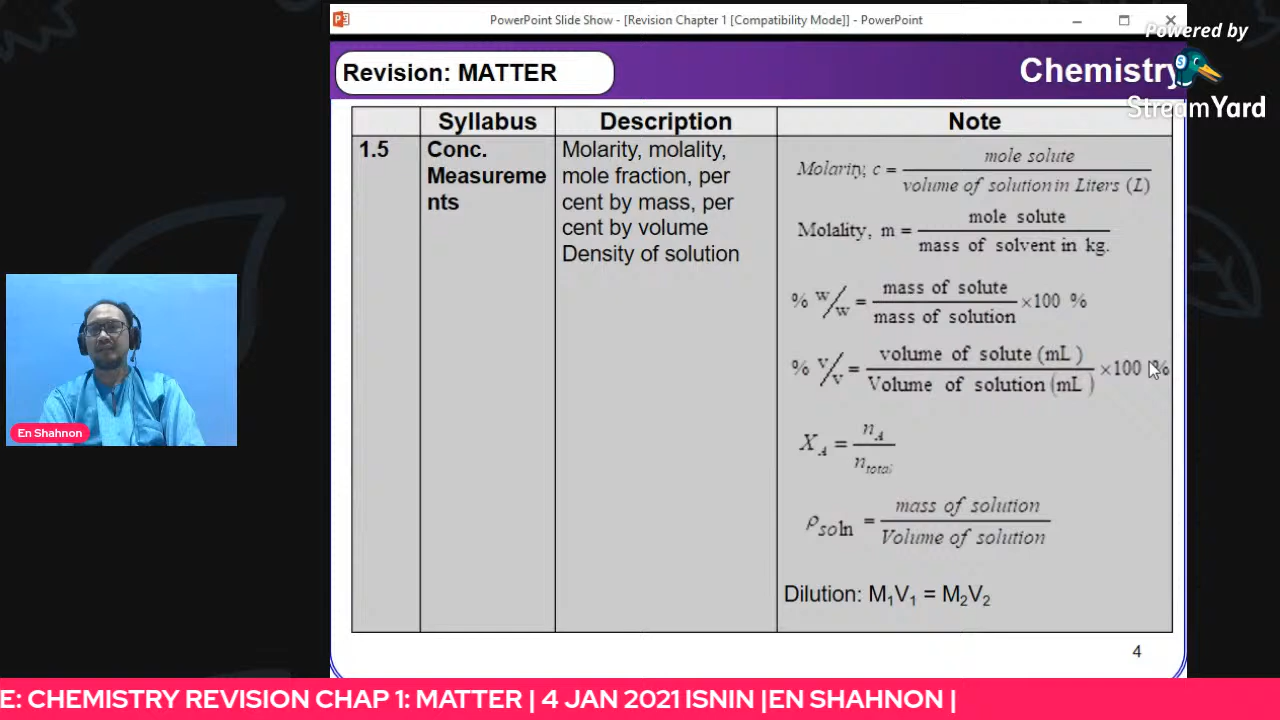 PowerPoint Slide Show - [Revision Chapter 1 [Compatibility Mode]] - PowerPoint
Powered by
StreamYard
Revision: MATTER
Chemistry
Syllabus Description Note
1.5
Conc.
Measureme
nts
Molarity, molality,
mole fraction, per
cent by mass, per
cent by volume
Density of solution
Molarity, c = mole solute / volume of solution in Liters (L)
Molality, m = mole solute / mass of solvent in kg.
% w/w = mass of solute / mass of solution ×100 %
% v/v = volume of solute (mL) / Volume of solution (mL) ×100 %
X_A = n_A / n_total
ρ_soln = mass of solution / Volume of solution
Dilution: M₁V₁ = M₂V₂
4
En Shahnon
E: CHEMISTRY REVISION CHAP 1: MATTER | 4 JAN 2021 ISNIN |EN SHAHNON |